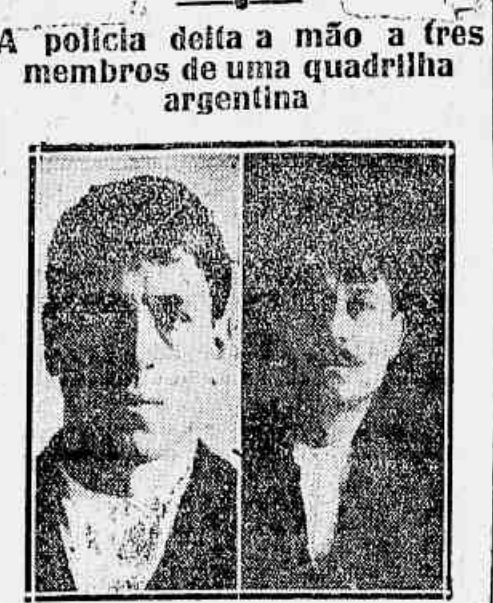 A policia deita a mão a tres
membros de uma quadrilha
argentina